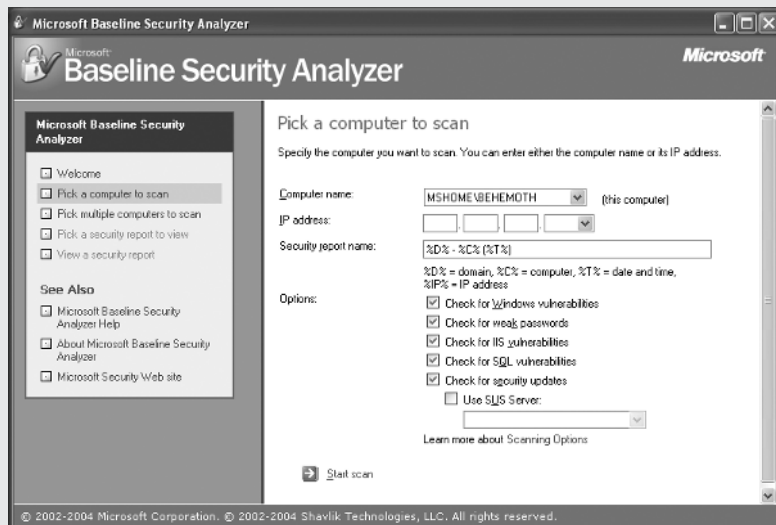 Microsoft Baseline Security Analyzer
Microsoft
Baseline Security Analyzer
Microsoft
Microsoft Baseline Security
Analyzer
Welcome
Pick a computer to scan
Pick multiple computers to scan
Pick a security report to view
View a security report
See Also
Microsoft Baseline Security
Analyzer Help
About Microsoft Baseline Security
Analyzer
Microsoft Security Web site
Pick a computer to scan
Specify the computer you want to scan. You can enter either the computer name or its IP address.
Computer name:
MSHOME\BEHEMOTH
(this computer)
IP address:
Security report name:
%D% - %C% (%T%)
%D% = domain, %C% = computer, %T% = date and time,
%IP% = IP address
Options:
Check for Windows vulnerabilities
Check for weak passwords
Check for IIS vulnerabilities
Check for SQL vulnerabilities
Check for security updates
Use SUS Server:
Learn more about Scanning Options
Start scan
© 2002-2004 Microsoft Corporation. © 2002-2004 Shavlik Technologies, LLC. All rights reserved.